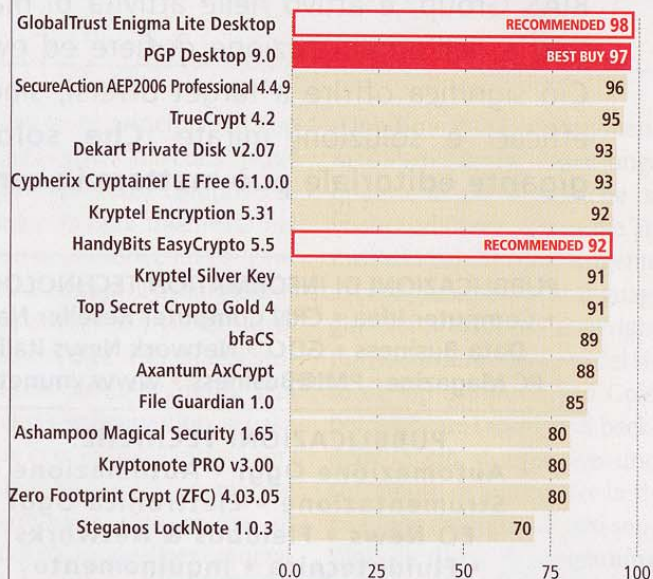 GlobalTrust Enigma Lite Desktop RECOMMENDED 98
PGP Desktop 9.0 BEST BUY 97
SecureAction AEP2006 Professional 4.4.9 96
TrueCrypt 4.2 95
Dekart Private Disk v2.07 93
Cypherix Cryptainer LE Free 6.1.0.0 93
Kryptel Encryption 5.31 92
HandyBits EasyCrypto 5.5 RECOMMENDED 92
Kryptel Silver Key 91
Top Secret Crypto Gold 4 91
bfaCS 89
Axantum AxCrypt 88
File Guardian 1.0 85
Ashampoo Magical Security 1.65 80
Kryptonote PRO v3.00 80
Zero Footprint Crypt (ZFC) 4.03.05 80
Steganos LockNote 1.0.3 70
0.0 25 50 75 100